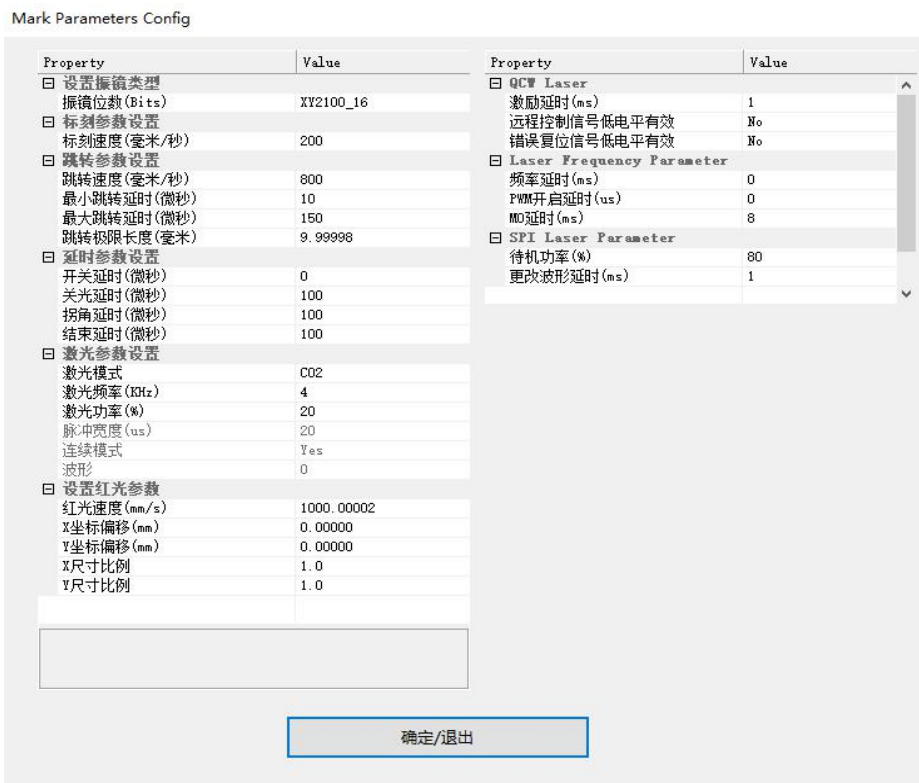 Mark Parameters Config
Property Value
设置振镜类型
振镜位数(Bits) XY2100_16
标刻参数设置
标刻速度(毫米/秒) 200
跳转参数设置
跳转速度(毫米/秒) 800
最小跳转延时(微秒) 10
最大跳转延时(微秒) 150
跳转极限长度(毫米) 9.99998
延时参数设置
开关延时(微秒) 0
关光延时(微秒) 100
拐角延时(微秒) 100
结束延时(微秒) 100
激光参数设置
激光模式 CO2
激光频率(KHz) 4
激光功率(%) 20
脉冲宽度(us) 20
连续模式 Yes
波形 0
设置红光参数
红光速度(mm/s) 1000.00002
X坐标偏移(mm) 0.00000
Y坐标偏移(mm) 0.00000
X尺寸比例 1.0
Y尺寸比例 1.0
Property Value
QCW Laser
激励延时(ms) 1
远程控制信号低电平有效 No
错误复位信号低电平有效 No
Laser Frequency Parameter
频率延时(ms) 0
PWM开启延时(us) 0
MO延时(ms) 8
SPI Laser Parameter
待机功率(%) 80
更改波形延时(ms) 1
确定/退出